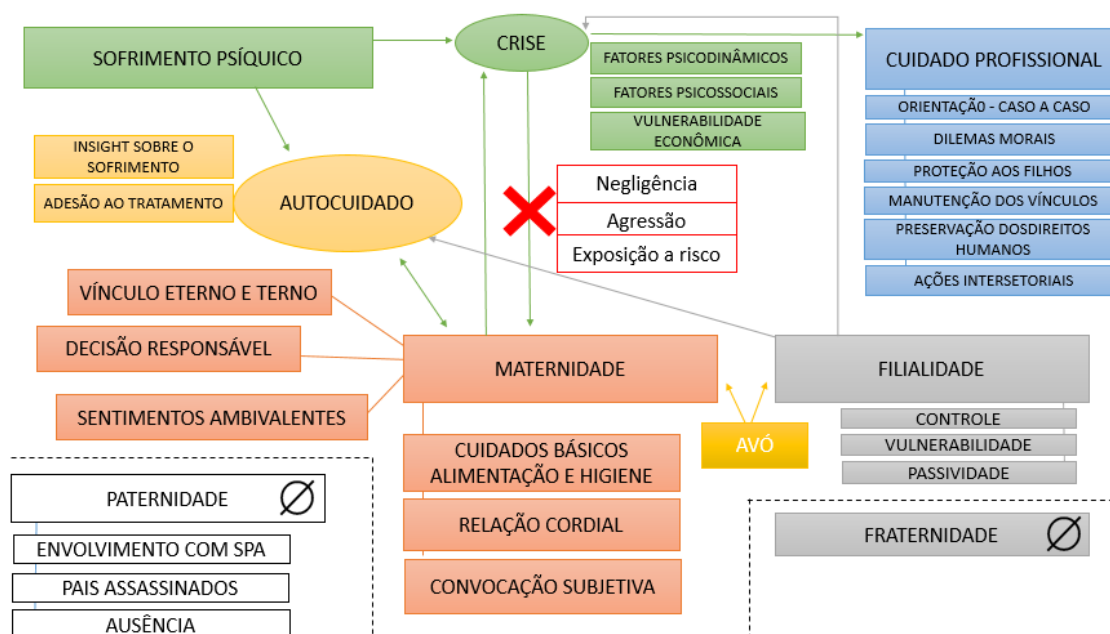 SOFRIMENTO PSÍQUICO
CRISE
FATORES PSICODINÂMICOS
FATORES PSICOSSOCIAIS
VULNERABILIDADE
ECONÔMICA
CUIDADO PROFISSIONAL
ORIENTAÇÃ0 - CASO A CASO
DILEMAS MORAIS
PROTEÇÃO AOS FILHOS
MANUTENÇÃO DOS VÍNCULOS
PRESERVAÇÃO DOSDIREITOS
HUMANOS
AÇÕES INTERSETORIAIS
INSIGHT SOBRE O
SOFRIMENTO
ADESÃO AO TRATAMENTO
AUTOCUIDADO
Negligência
Agressão
Exposição a risco
VÍNCULO ETERNO E TERNO
DECISÃO RESPONSÁVEL
SENTIMENTOS AMBIVALENTES
MATERNIDADE
CUIDADOS BÁSICOS
ALIMENTAÇÃO E HIGIENE
RELAÇÃO CORDIAL
CONVOCAÇÃO SUBJETIVA
AVÓ
FILIALIDADE
CONTROLE
VULNERABILIDADE
PASSIVIDADE
PATERNIDADE
ENVOLVIMENTO COM SPA
PAIS ASSASSINADOS
AUSÊNCIA
FRATERNIDADE